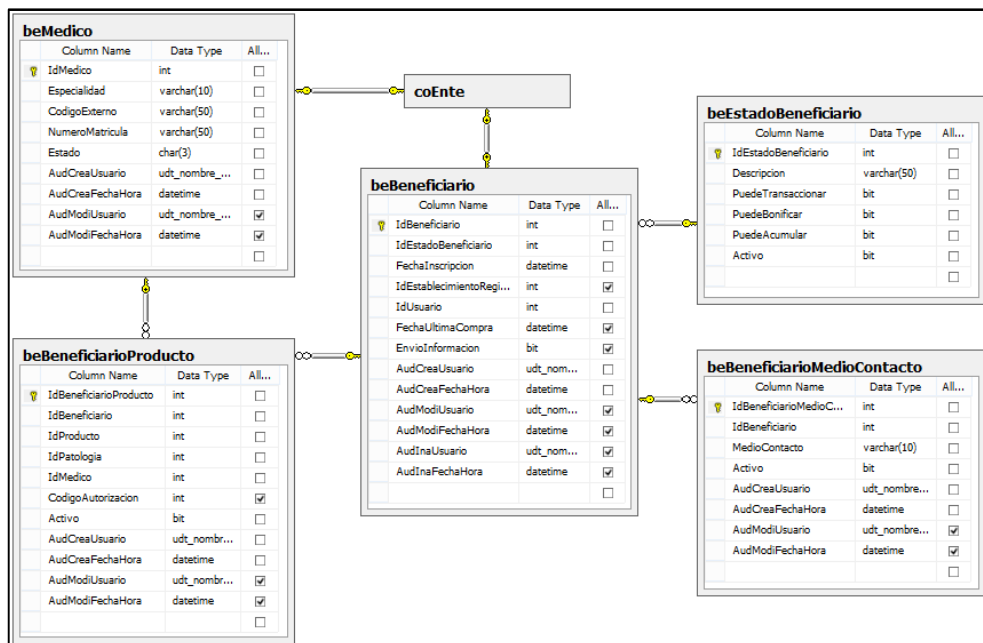 beMedico
Column Name Data Type All...
IdMedico int
Especialidad varchar(10)
CodigoExterno varchar(50)
NumeroMatricula varchar(50)
Estado char(3)
AudCreaUsuario udt_nombre_...
AudCreaFechaHora datetime
AudModiUsuario udt_nombre_...
AudModiFechaHora datetime
coEnte
beEstadoBeneficiario
Column Name Data Type All...
IdEstadoBeneficiario int
Descripcion varchar(50)
PuedeTransaccionar bit
PuedeBonificar bit
PuedeAcumular bit
Activo bit
beBeneficiario
Column Name Data Type All...
IdBeneficiario int
IdEstadoBeneficiario int
FechaInscripcion datetime
IdEstablecimientoRegi... int
IdUsuario int
FechaUltimaCompra datetime
EnvioInformacion bit
AudCreaUsuario udt_nom...
AudCreaFechaHora datetime
AudModiUsuario udt_nom...
AudModiFechaHora datetime
AudInaUsuario udt_nom...
AudInaFechaHora datetime
beBeneficiarioProducto
Column Name Data Type All...
IdBeneficiarioProducto int
IdBeneficiario int
IdProducto int
IdPatologia int
IdMedico int
CodigoAutorizacion int
Activo bit
AudCreaUsuario udt_nombr...
AudCreaFechaHora datetime
AudModiUsuario udt_nombr...
AudModiFechaHora datetime
beBeneficiarioMedioContacto
Column Name Data Type All...
IdBeneficiarioMedioC... int
IdBeneficiario int
MedioContacto varchar(10)
Activo bit
AudCreaUsuario udt_nombre...
AudCreaFechaHora datetime
AudModiUsuario udt_nombre...
AudModiFechaHora datetime